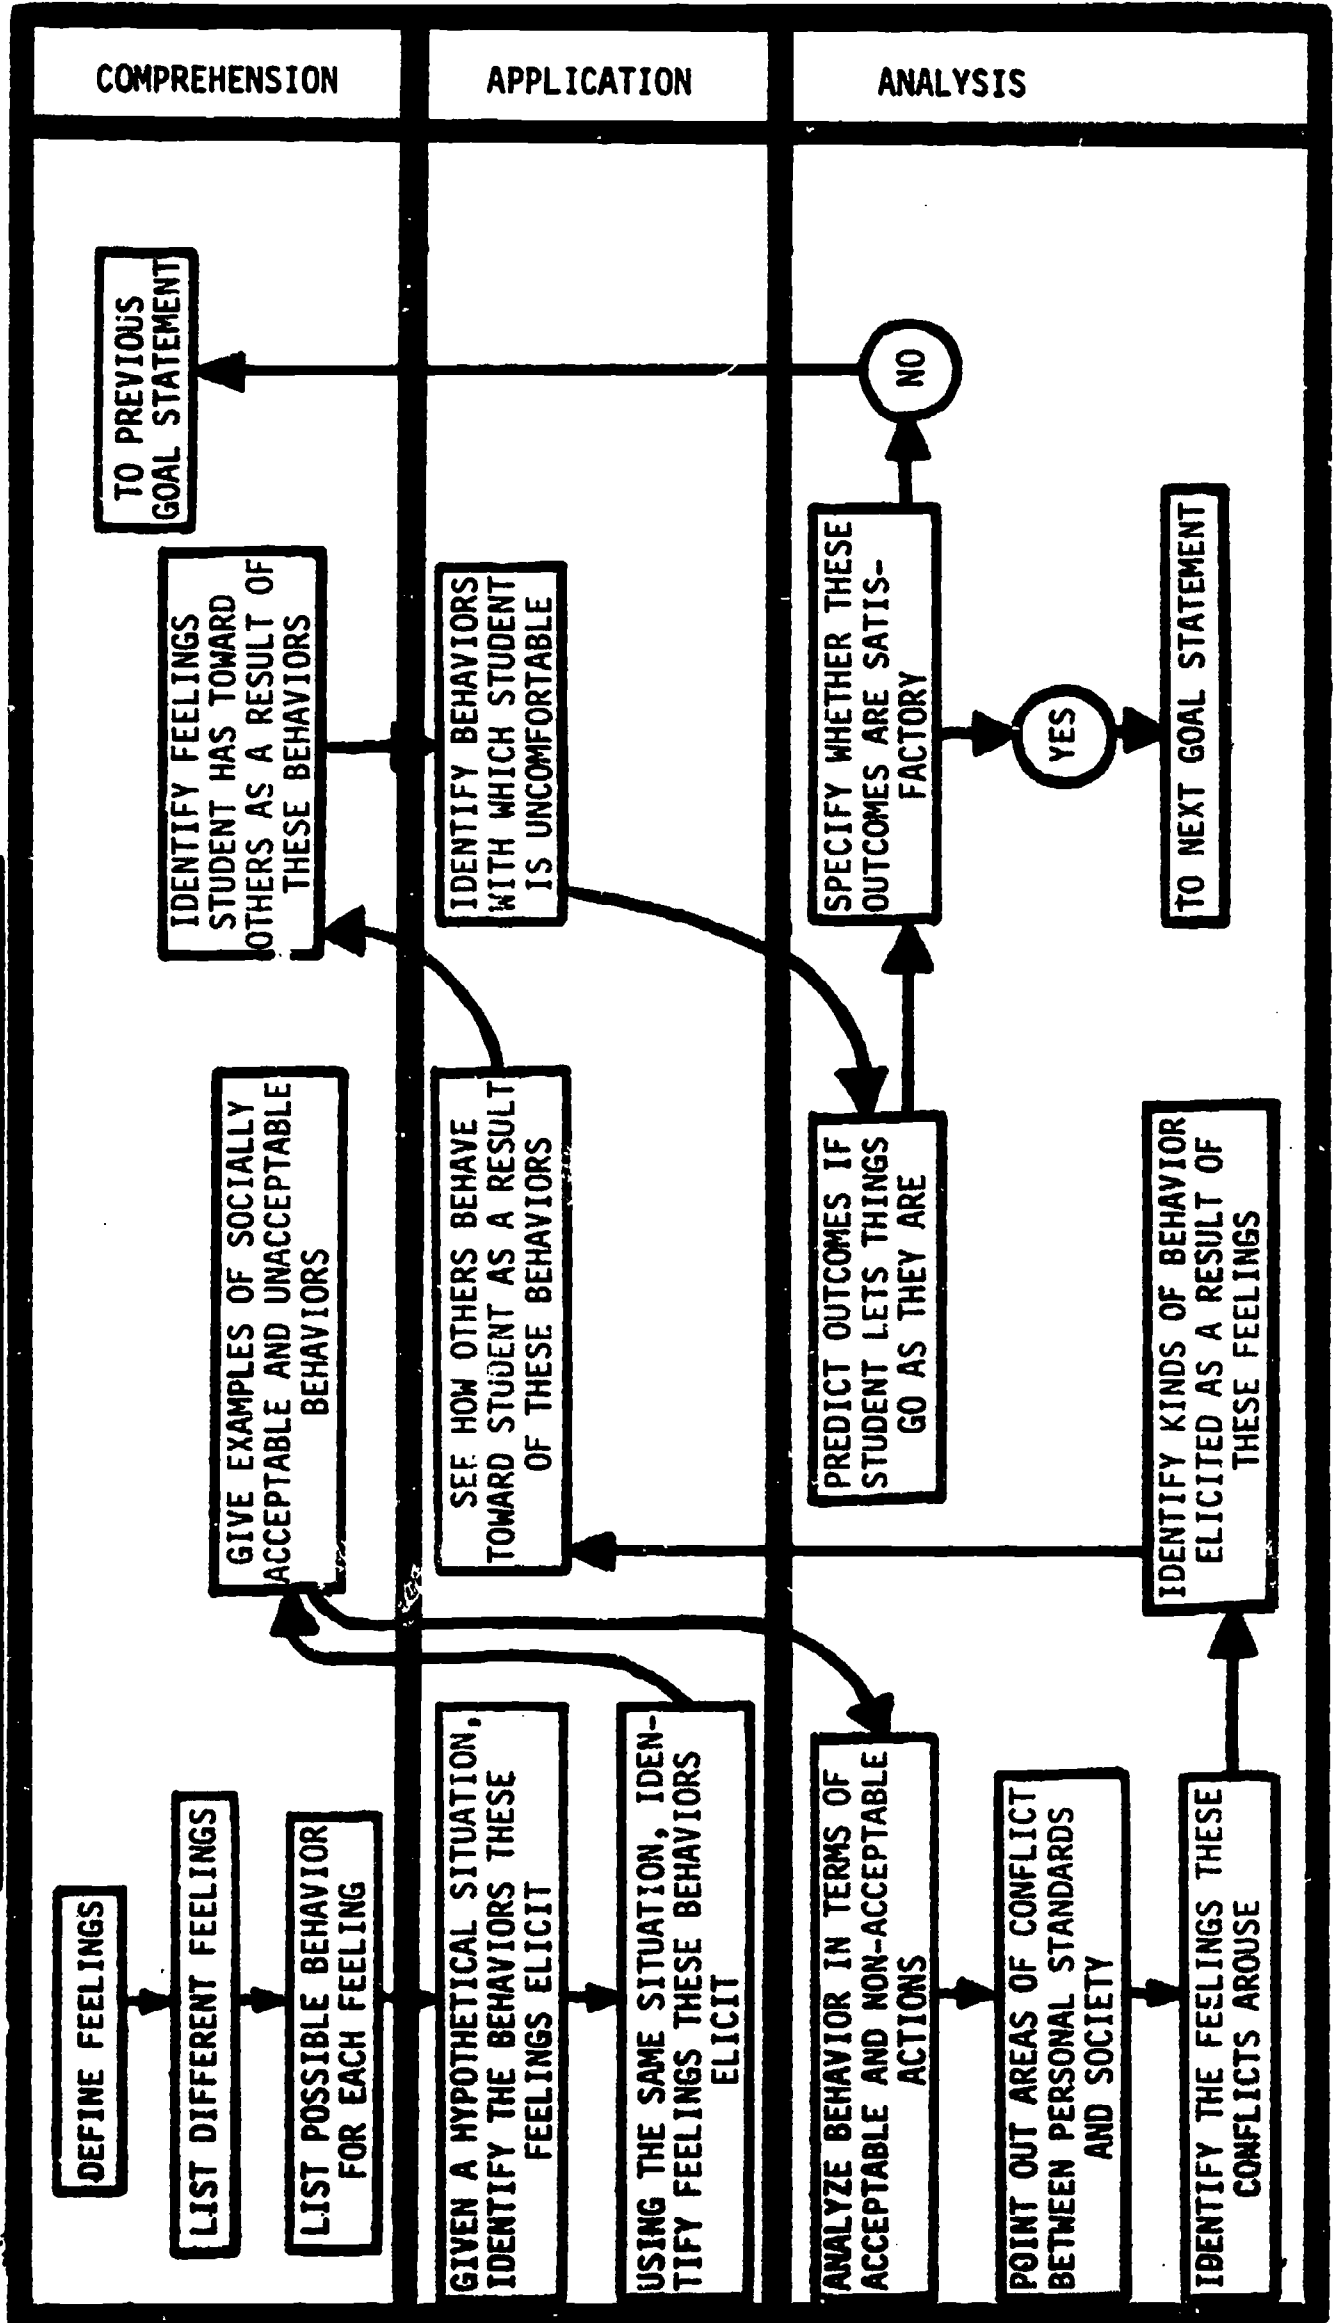 DEFINE FEELINGS
LIST DIFFERENT FEELINGS
LIST POSSIBLE BEHAVIOR
FOR EACH FEELING
GIVE EXAMPLES OF SOCIALLY
ACCEPTABLE AND UNACCEPTABLE
BEHAVIORS
IDENTIFY FEELINGS
STUDENT HAS TOWARD
OTHERS AS A RESULT OF
THESE BEHAVIORS
TO PREVIOUS
GOAL STATEMENT
COMPREHENSION
GIVEN A HYPOTHETICAL SITUATION,
IDENTIFY THE BEHAVIORS THESE
FEELINGS ELICIT
USING THE SAME SITUATION, IDEN-
TIFY FEELINGS THESE BEHAVIORS
ELICIT
SEE HOW OTHERS BEHAVE
TOWARD STUDENT AS A RESULT
OF THESE BEHAVIORS
IDENTIFY BEHAVIORS
WITH WHICH STUDENT
IS UNCOMFORTABLE
APPLICATION
ANALYZE BEHAVIOR IN TERMS OF
ACCEPTABLE AND NON-ACCEPTABLE
ACTIONS
POINT OUT AREAS OF CONFLICT
BETWEEN PERSONAL STANDARDS
AND SOCIETY
IDENTIFY THE FEELINGS THESE
CONFLICTS AROUSE
IDENTIFY KINDS OF BEHAVIOR
ELICITED AS A RESULT OF
THESE FEELINGS
PREDICT OUTCOMES IF
STUDENT LETS THINGS
GO AS THEY ARE
SPECIFY WHETHER THESE
OUTCOMES ARE SATIS-
FACTORY
NO
YES
TO NEXT GOAL STATEMENT
ANALYSIS